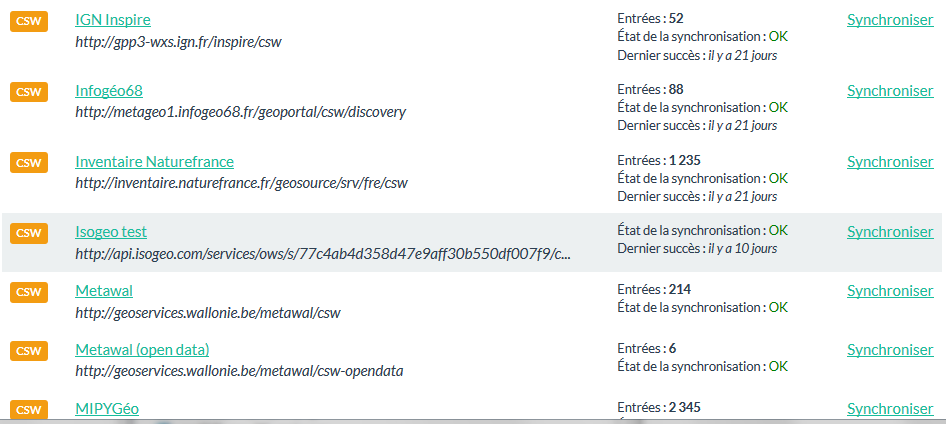 CSW IGN Inspire Entrées : 52 Synchroniser
http://gpp3-wxs.ign.fr/inspire/csw État de la synchronisation : OK
Dernier succès : il y a 21 jours
CSW Infogéo68 Entrées : 88 Synchroniser
http://metageo1.infogeo68.fr/geoportal/csw/discovery État de la synchronisation : OK
Dernier succès : il y a 21 jours
CSW Inventaire Naturefrance Entrées : 1 235 Synchroniser
http://inventaire.naturefrance.fr/geosource/srv/fre/csw État de la synchronisation : OK
Dernier succès : il y a 21 jours
CSW Isogeo test État de la synchronisation : OK Synchroniser
http://api.isogeo.com/services/ows/s/77c4ab4d358d47e9aff30b550df007f9/c... Dernier succès : il y a 10 jours
CSW Metawal Entrées : 214 Synchroniser
http://geoservices.wallonie.be/metawal/csw État de la synchronisation : OK
CSW Metawal (open data) Entrées : 6 Synchroniser
http://geoservices.wallonie.be/metawal/csw-opendata État de la synchronisation : OK
CSW MIPYGéo Entrées : 2 345 Synchroniser